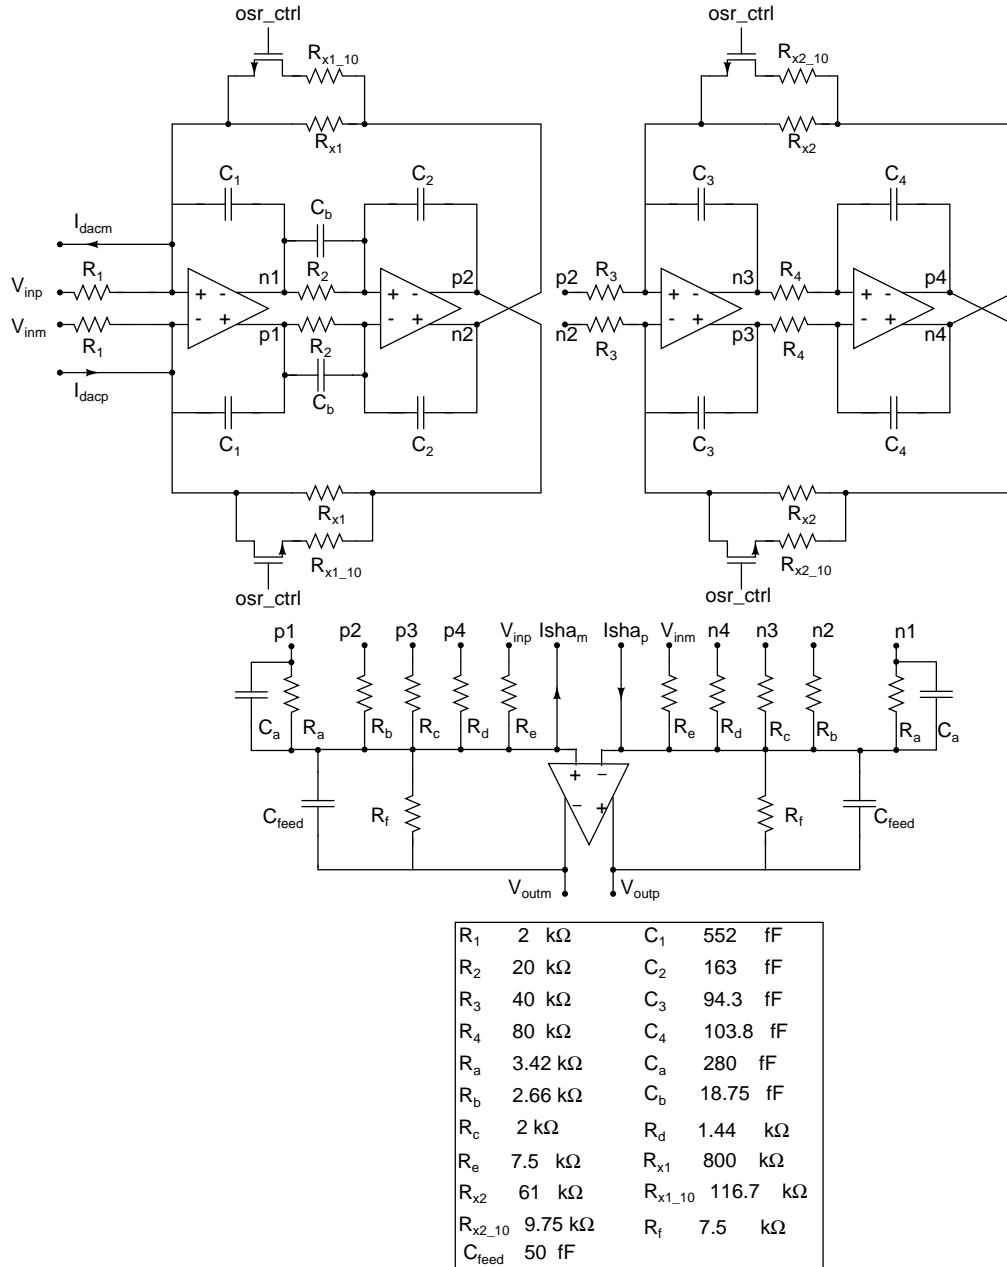 osr_ctrl osr_ctrl
R_x1_10 R_x2_10
R_x1 R_x2
C_1 C_2 C_3 C_4
C_b
I_dacm
V_inp R_1 + - n1 R_2 + - p2 p2 R_3 + - n3 R_4 + - p4
V_inm R_1 - + p1 R_2 - + n2 n2 R_3 - + p3 R_4 - + n4
I_dacp
C_b
C_1 C_2 C_3 C_4
R_x1 R_x2
R_x1_10 R_x2_10
osr_ctrl osr_ctrl
p1 p2 p3 p4 V_inp Isha_m Isha_p V_inm n4 n3 n2 n1
C_a R_a R_b R_c R_d R_e R_e R_d R_c R_b R_a C_a
+ −
− +
C_feed R_f R_f C_feed
V_outm V_outp
R_1 2 kΩ C_1 552 fF
R_2 20 kΩ C_2 163 fF
R_3 40 kΩ C_3 94.3 fF
R_4 80 kΩ C_4 103.8 fF
R_a 3.42 kΩ C_a 280 fF
R_b 2.66 kΩ C_b 18.75 fF
R_c 2 kΩ R_d 1.44 kΩ
R_e 7.5 kΩ R_x1 800 kΩ
R_x2 61 kΩ R_x1_10 116.7 kΩ
R_x2_10 9.75 kΩ R_f 7.5 kΩ
C_feed 50 fF